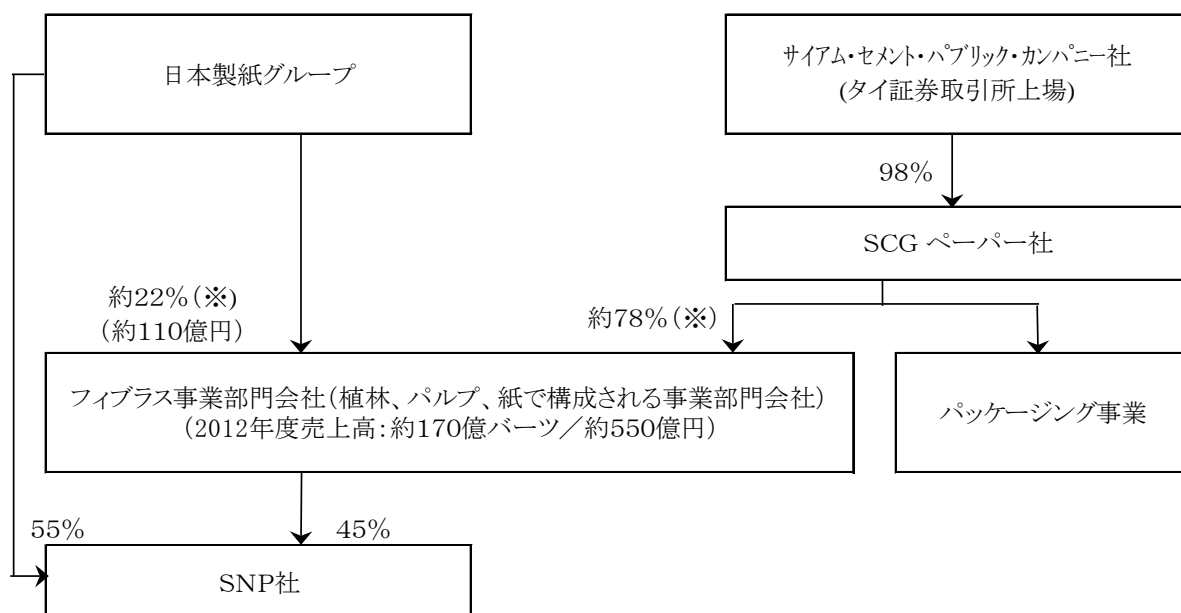 日本製紙グループ
サイアム・セメント・パブリック・カンパニー社
(タイ証券取引所上場)
98%
SCG ペーパー社
約22%(※)
(約110億円)
約78%(※)
フィブラス事業部門会社(植林、パルプ、紙で構成される事業部門会社)
(2012年度売上高:約170億バーツ/約550億円)
パッケージング事業
55%
45%
SNP社